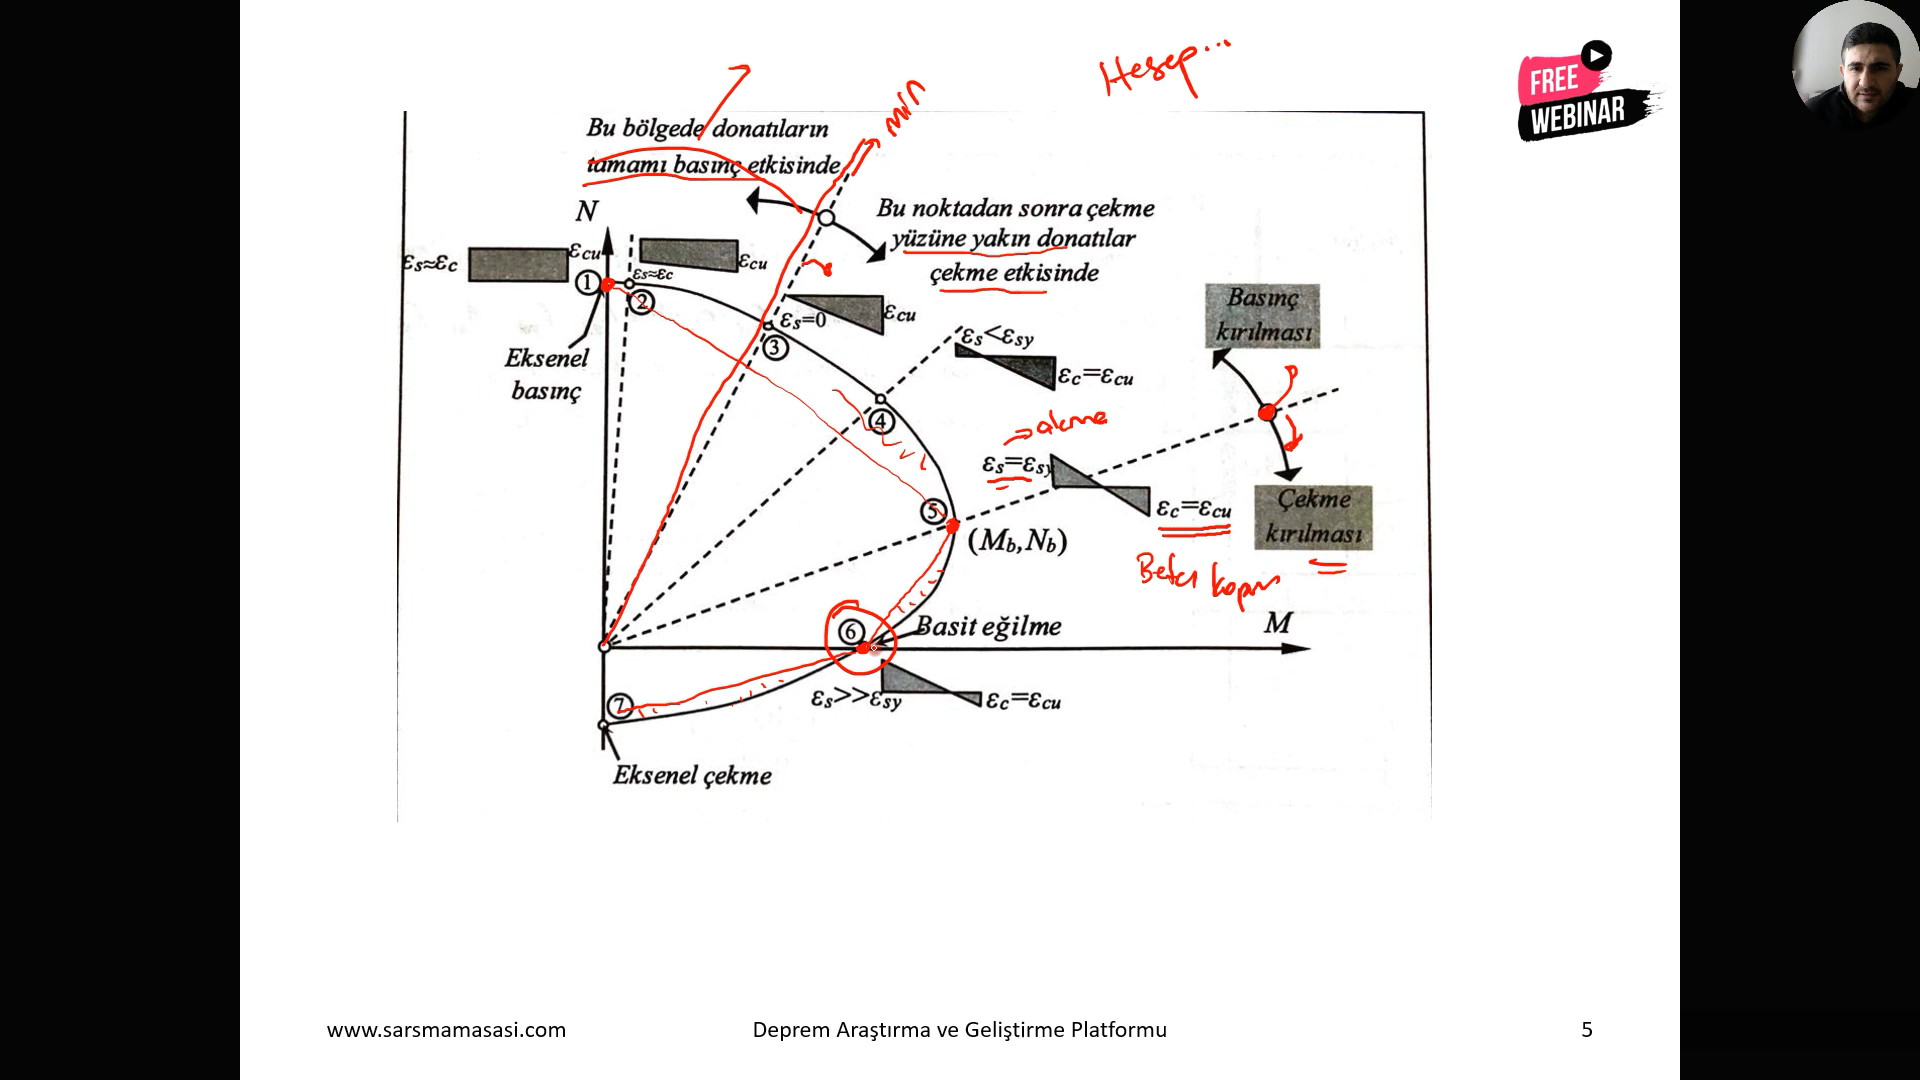 Hesap...
FREE
WEBINAR
min
Bu bölgede donatıların
tamamı basınç etkisinde
Bu noktadan sonra çekme
yüzüne yakın donatılar
çekme etkisinde
N
εs≈εc
εcu
1
εs≈εc
εcu
2
εs=0
εcu
3
Eksenel
basınç
εs<εsy
εc=εcu
4
Basınç
kırılması
akma
εs=εsy
εc=εcu
5
(Mb,Nb)
Çekme
kırılması
6
Basit eğilme
M
εs>>εsy
εc=εcu
7
Eksenel çekme
www.sarsmamasasi.com
Deprem Araştırma ve Geliştirme Platformu
5